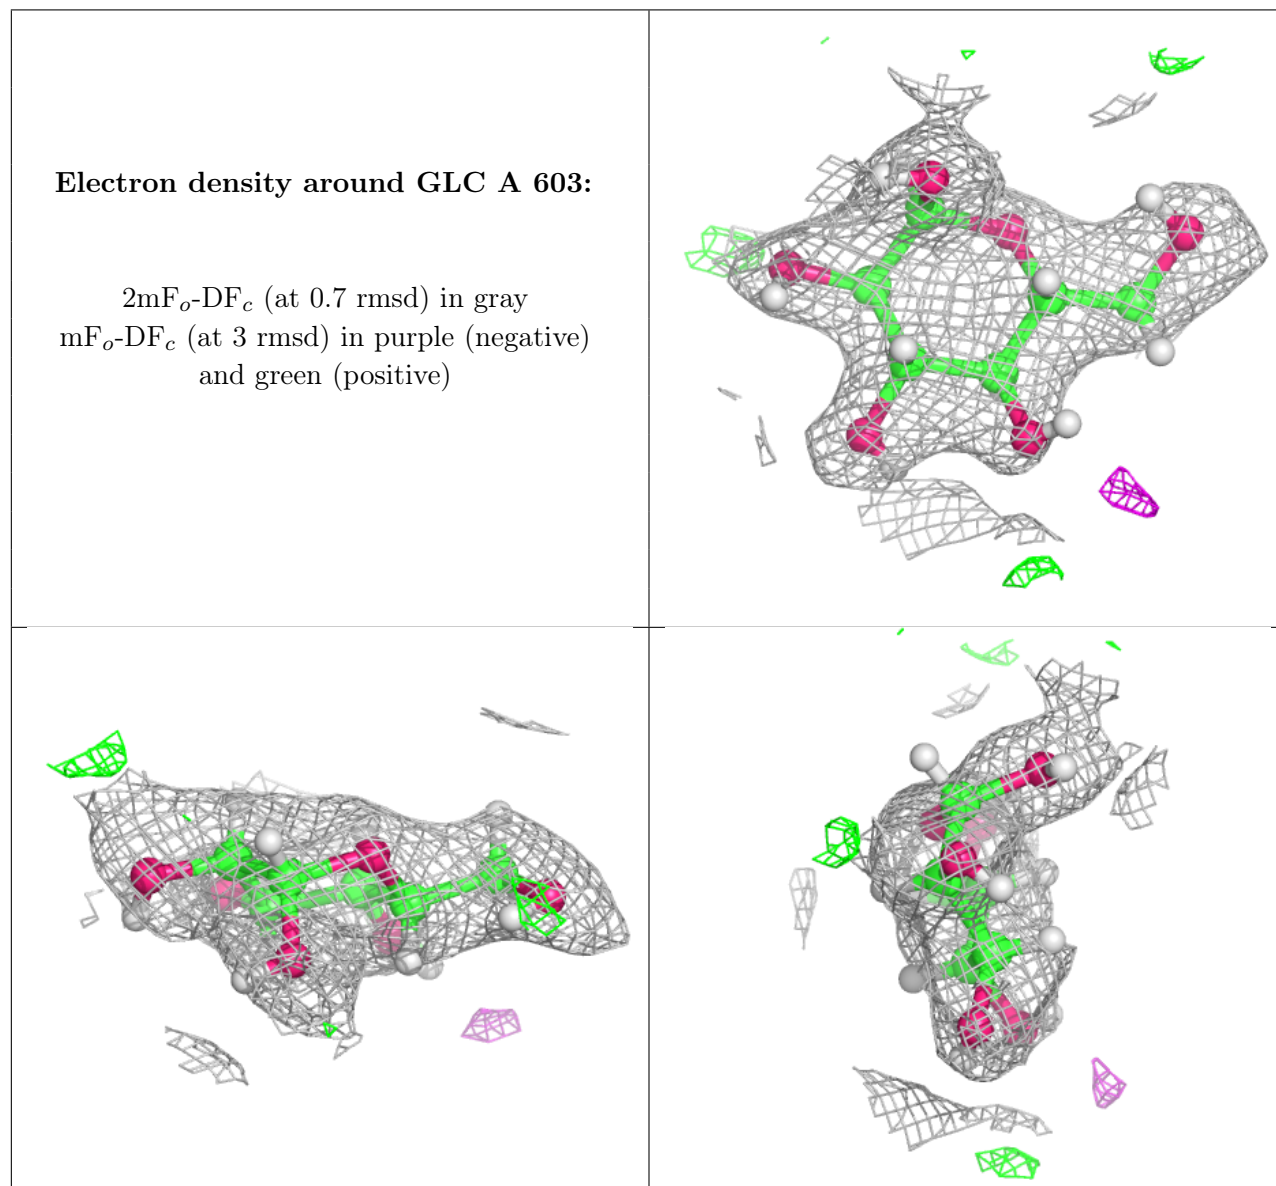 Electron density around GLC A 603:
2mFo-DFc (at 0.7 rmsd) in gray
mFo-DFc (at 3 rmsd) in purple (negative)
and green (positive)